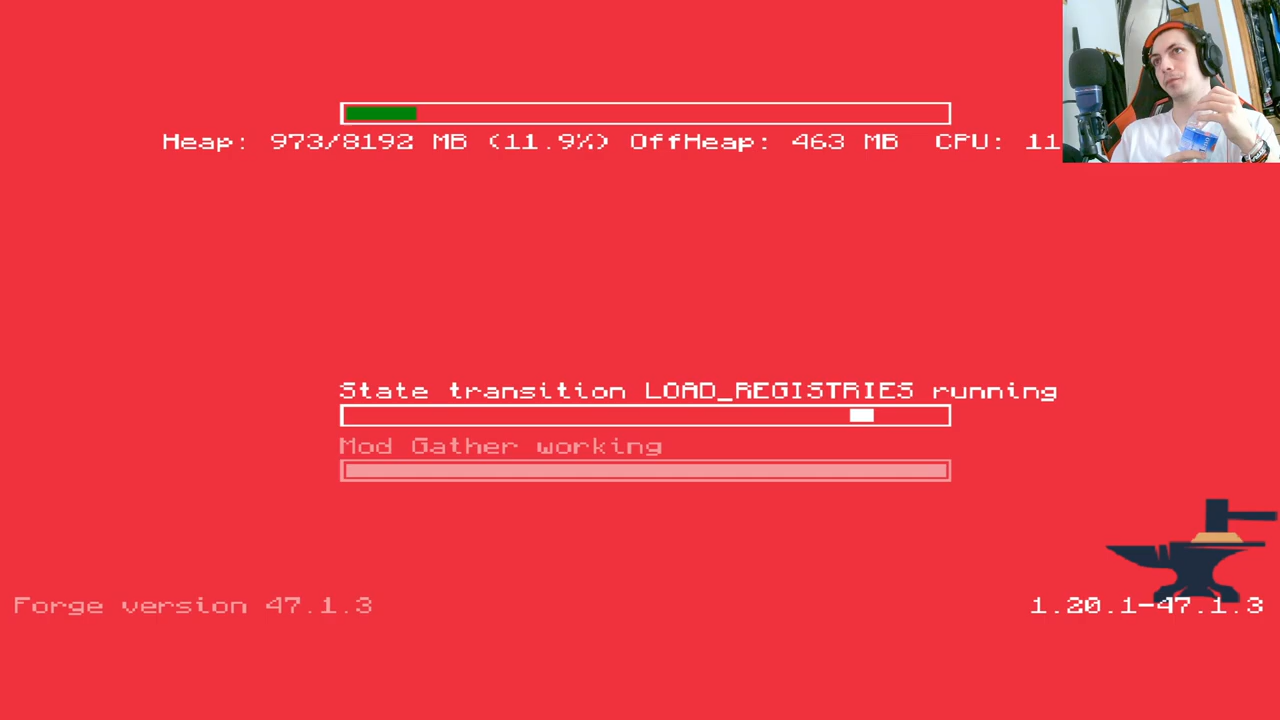 Heap: 973/8192 MB (11.9%) OffHeap: 463 MB CPU: 11
State transition LOAD_REGISTRIES running
Mod Gather working
Forge version 47.1.3
1.20.1-47.1.3